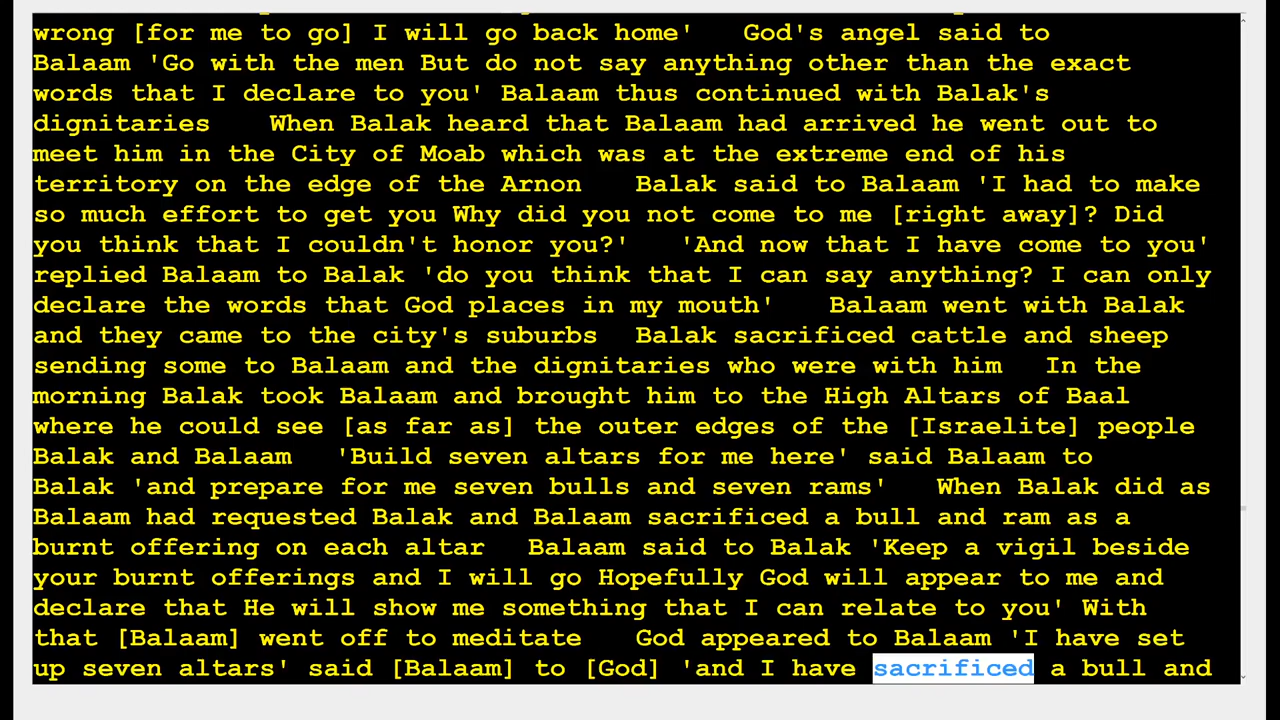 wrong [for me to go] I will go back home'   God's angel said to
Balaam 'Go with the men But do not say anything other than the exact
words that I declare to you' Balaam thus continued with Balak's
dignitaries    When Balak heard that Balaam had arrived he went out to
meet him in the City of Moab which was at the extreme end of his
territory on the edge of the Arnon   Balak said to Balaam 'I had to make
so much effort to get you Why did you not come to me [right away]? Did
you think that I couldn't honor you?'   'And now that I have come to you'
replied Balaam to Balak 'do you think that I can say anything? I can only
declare the words that God places in my mouth'   Balaam went with Balak
and they came to the city's suburbs   Balak sacrificed cattle and sheep
sending some to Balaam and the dignitaries who were with him   In the
morning Balak took Balaam and brought him to the High Altars of Baal
where he could see [as far as] the outer edges of the [Israelite] people
Balak and Balaam   'Build seven altars for me here' said Balaam to
Balak 'and prepare for me seven bulls and seven rams'   When Balak did as
Balaam had requested Balak and Balaam sacrificed a bull and ram as a
burnt offering on each altar   Balaam said to Balak 'Keep a vigil beside
your burnt offerings and I will go Hopefully God will appear to me and
declare that He will show me something that I can relate to you' With
that [Balaam] went off to meditate   God appeared to Balaam 'I have set
up seven altars' said [Balaam] to [God] 'and I have sacrificed a bull and